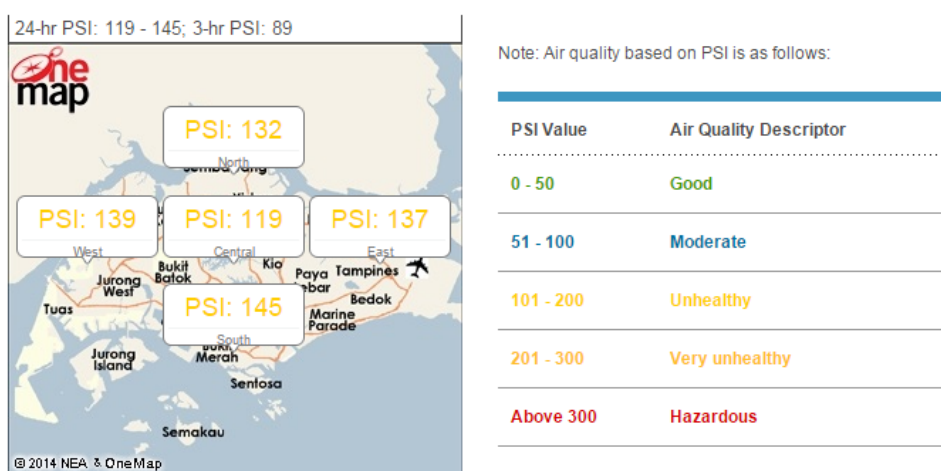 24-hr PSI: 119 - 145; 3-hr PSI: 89
One
map
PSI: 132
North
PSI: 139
West
PSI: 119
Central
PSI: 137
East
Bukit
Batok
Kio
Paya
Tampines
Jurong
West
PSI: 145
South
Bedok
Marine
Parade
Tuas
Jurong
Island
Merah
Sentosa
Semakau
© 2014 NEA & OneMap
Note: Air quality based on PSI is as follows:
PSI Value Air Quality Descriptor
0 - 50 Good
51 - 100 Moderate
101 - 200 Unhealthy
201 - 300 Very unhealthy
Above 300 Hazardous